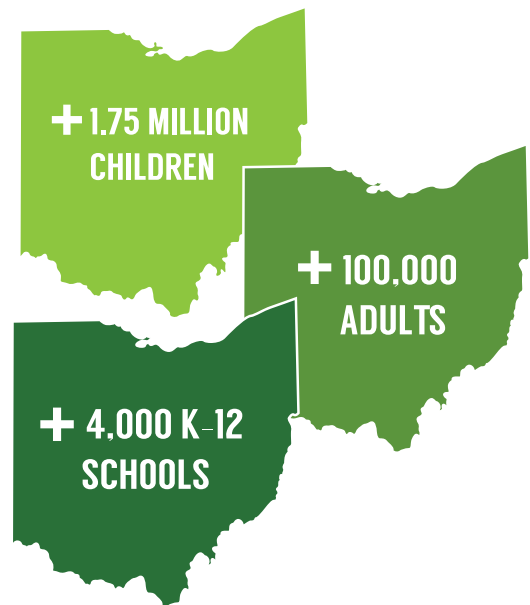 + 1.75 MILLION
CHILDREN
+ 100,000
ADULTS
+ 4,000 K–12
SCHOOLS